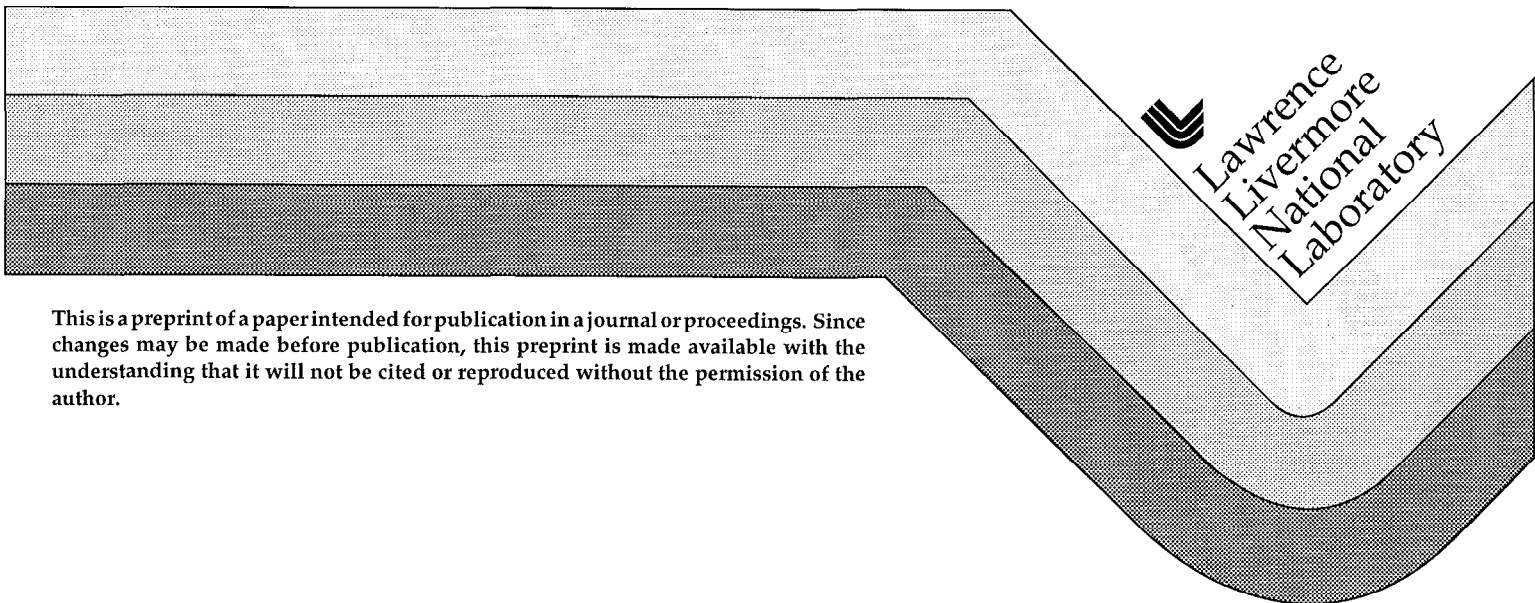 Lawrence
Livermore
National
Laboratory
This is a preprint of a paper intended for publication in a journal or proceedings. Since
changes may be made before publication, this preprint is made available with the
understanding that it will not be cited or reproduced without the permission of the
author.